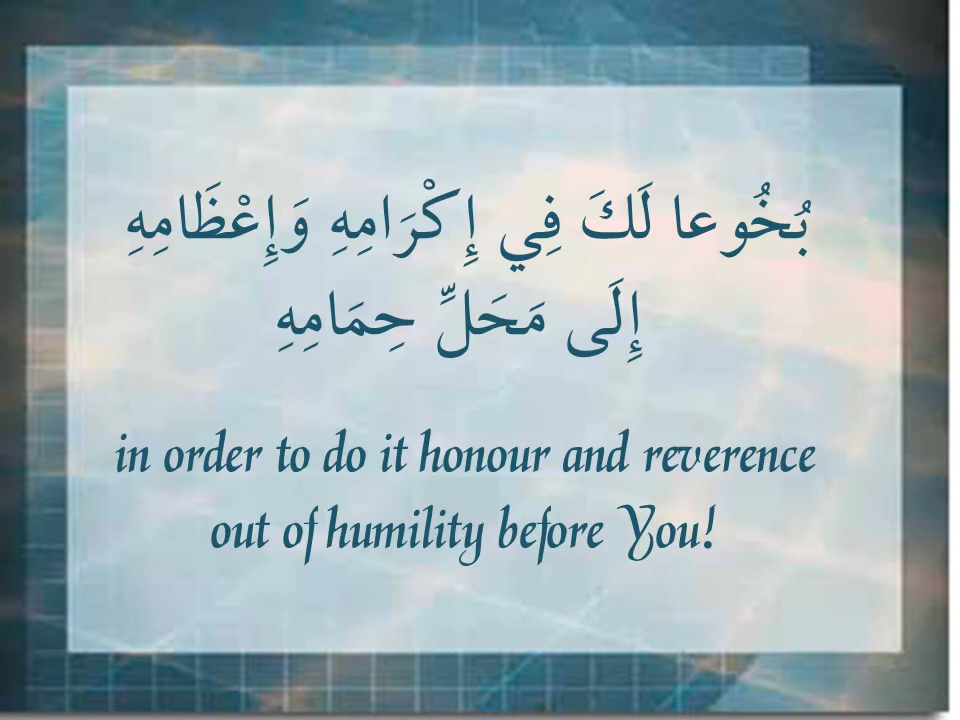 بُخُوعا لَكَ فِي إِكْرَامِهِ وَإِعْظَامِهِ
إِلَى مَحَلِّ حِمَامِهِ
in order to do it honour and reverence
out of humility before You!